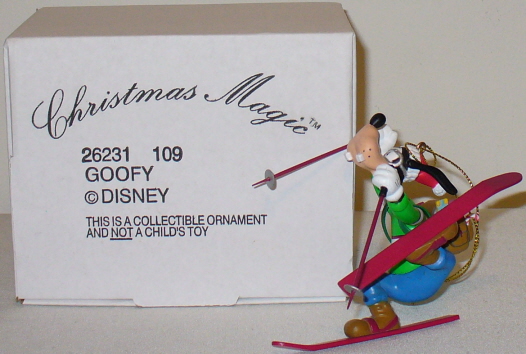 Christmas Magic™
26231 109
GOOFY
© DISNEY
THIS IS A COLLECTIBLE ORNAMENT
AND NOT A CHILD'S TOY